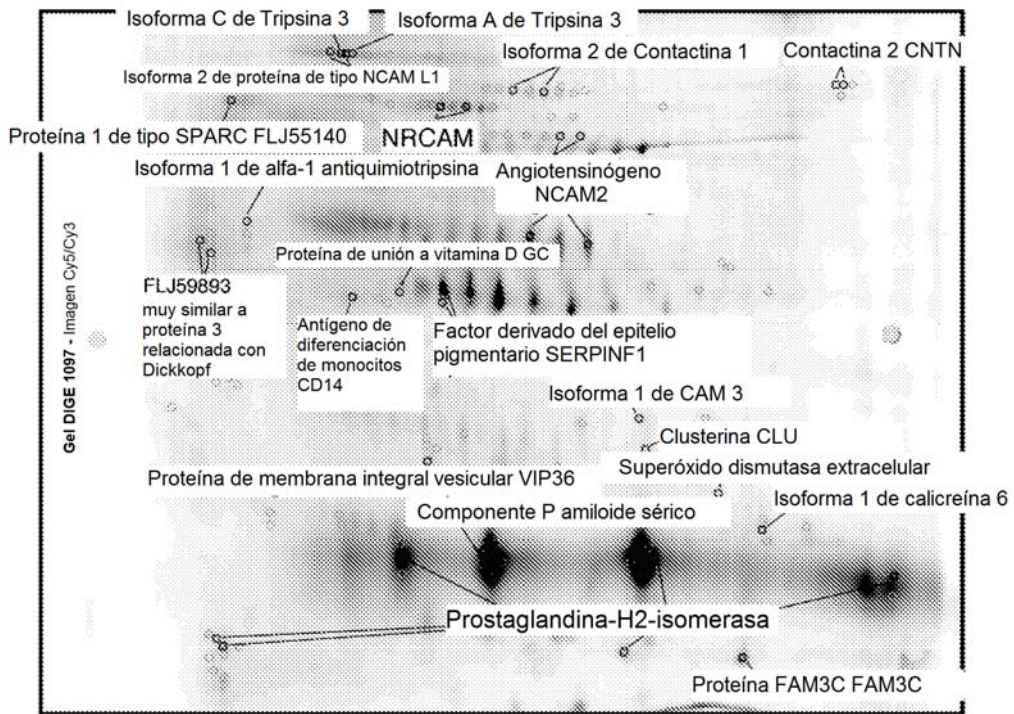 Isoforma C de Tripsina 3
Isoforma A de Tripsina 3
Isoforma 2 de Contactina 1
Contactina 2 CNTN
Isoforma 2 de proteína de tipo NCAM L1
Proteína 1 de tipo SPARC FLJ55140
NRCAM
Isoforma 1 de alfa-1 antiquimiotripsina
Angiotensinógeno
NCAM2
Proteína de unión a vitamina D GC
FLJ59893
muy similar a
proteína 3
relacionada con
Dickkopf
Antígeno de
diferenciación
de monocitos
CD14
Factor derivado del epitelio
pigmentario SERPINF1
Gel DIGE 1097 - Imagen Cy5/Cy3
Isoforma 1 de CAM 3
Clusterina CLU
Superóxido dismutasa extracelular
Proteína de membrana integral vesicular VIP36
Isoforma 1 de calicreína 6
Componente P amiloide sérico
Prostaglandina-H2-isomerasa
Proteína FAM3C FAM3C